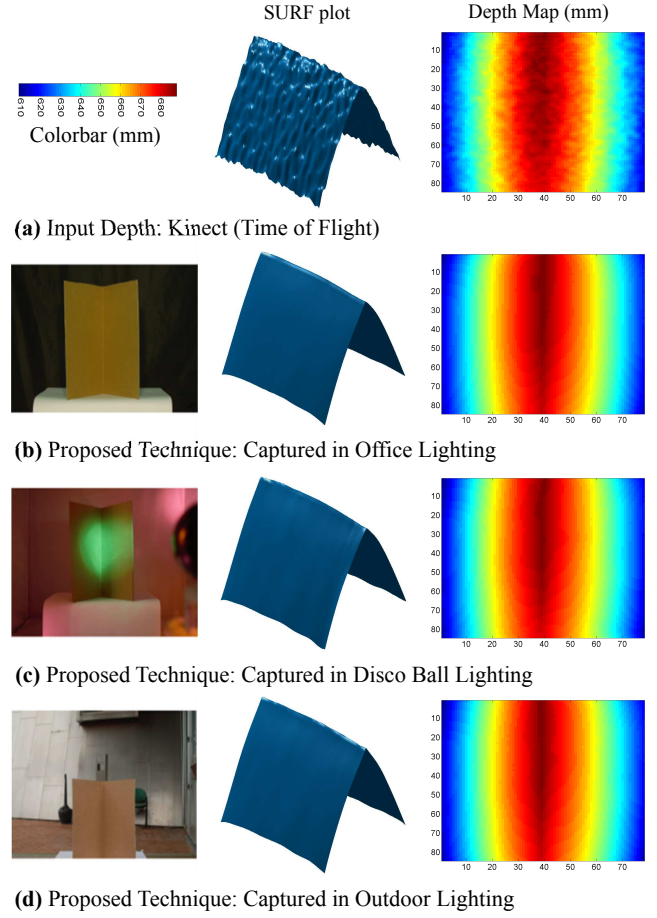 SURF plot
Depth Map (mm)
610 620 630 640 650 660 670 680
Colorbar (mm)
10
20
30
40
50
60
70
80
10 20 30 40 50 60 70
(a) Input Depth: Kinect (Time of Flight)
10
20
30
40
50
60
70
80
10 20 30 40 50 60 70
(b) Proposed Technique: Captured in Office Lighting
10
20
30
40
50
60
70
80
10 20 30 40 50 60 70
(c) Proposed Technique: Captured in Disco Ball Lighting
10
20
30
40
50
60
70
80
10 20 30 40 50 60 70
(d) Proposed Technique: Captured in Outdoor Lighting